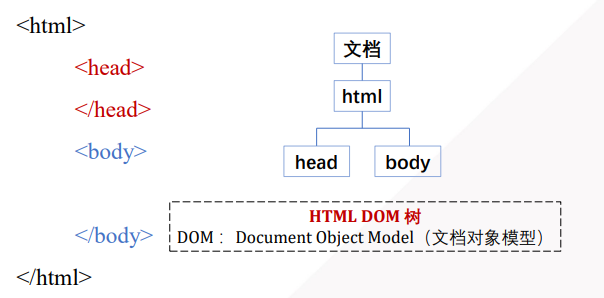 <html>
<head>
</head>
<body>
</body>
</html>
文档
html
head
body
HTML DOM 树
DOM： Document Object Model（文档对象模型）